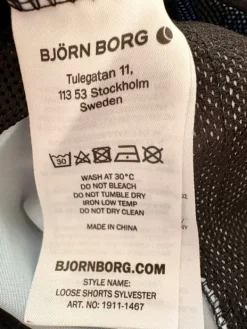 BJÖRN BORG
Tulegatan 11,
113 53 Stockholm
Sweden
30
WASH AT 30°C
DO NOT BLEACH
DO NOT TUMBLE DRY
IRON LOW TEMP
DO NOT DRY CLEAN
MADE IN CHINA
BJORNBORG.COM
STYLE NAME:
LOOSE SHORTS SYLVESTER
ART. NO: 1911-1467